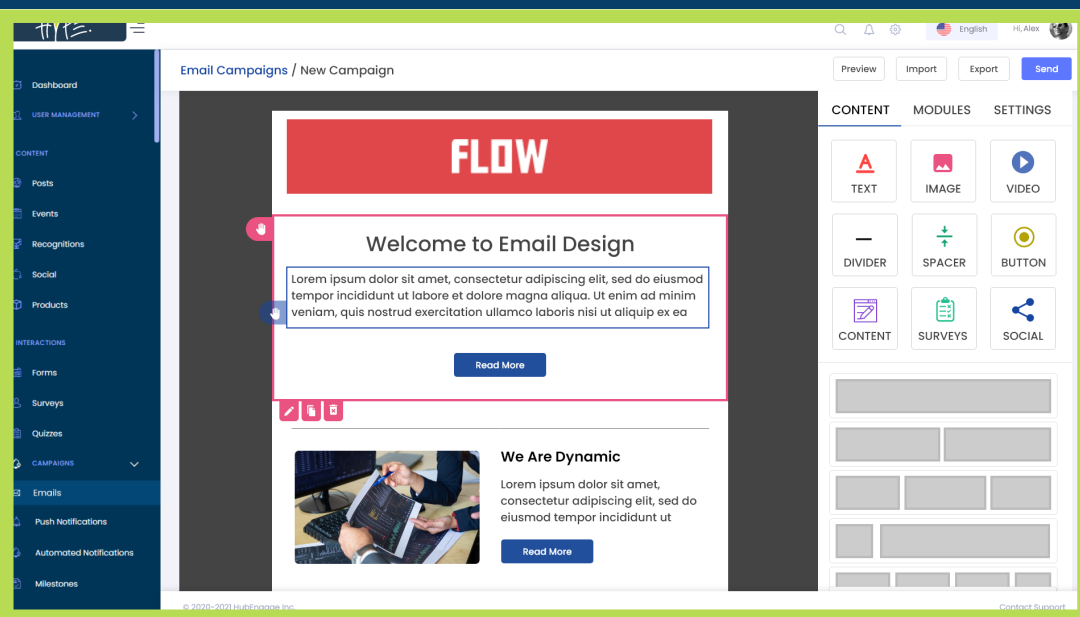 HYPE.
English
Hi, Alex
Dashboard
USER MANAGEMENT
CONTENT
Posts
Events
Recognitions
Social
Products
INTERACTIONS
Forms
Surveys
Quizzes
CAMPAIGNS
Emails
Push Notifications
Automated Notifications
Milestones
Email Campaigns / New Campaign
Preview
Import
Export
Send
FLOW
Welcome to Email Design
Lorem ipsum dolor sit amet, consectetur adipiscing elit, sed do eiusmod
tempor incididunt ut labore et dolore magna aliqua. Ut enim ad minim
veniam, quis nostrud exercitation ullamco laboris nisi ut aliquip ex ea
Read More
We Are Dynamic
Lorem ipsum dolor sit amet,
consectetur adipiscing elit, sed do
eiusmod tempor incididunt ut
Read More
CONTENT
MODULES
SETTINGS
TEXT
IMAGE
VIDEO
DIVIDER
SPACER
BUTTON
CONTENT
SURVEYS
SOCIAL
© 2020-2021 HubEngage Inc.
Contact Support